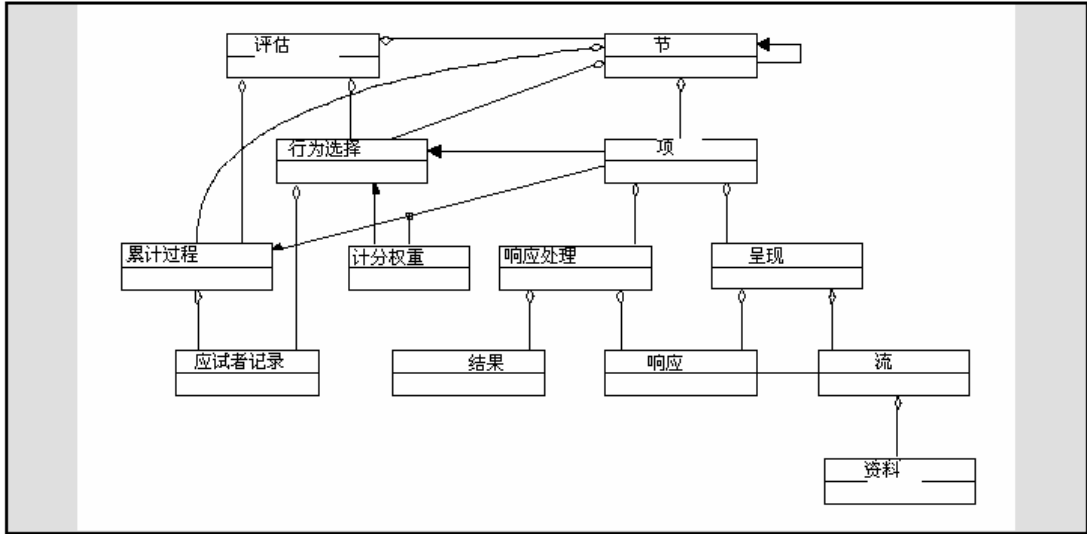 评估
节
行为选择
项
累计过程
计分权重
响应处理
呈现
应试者记录
结果
响应
流
资料